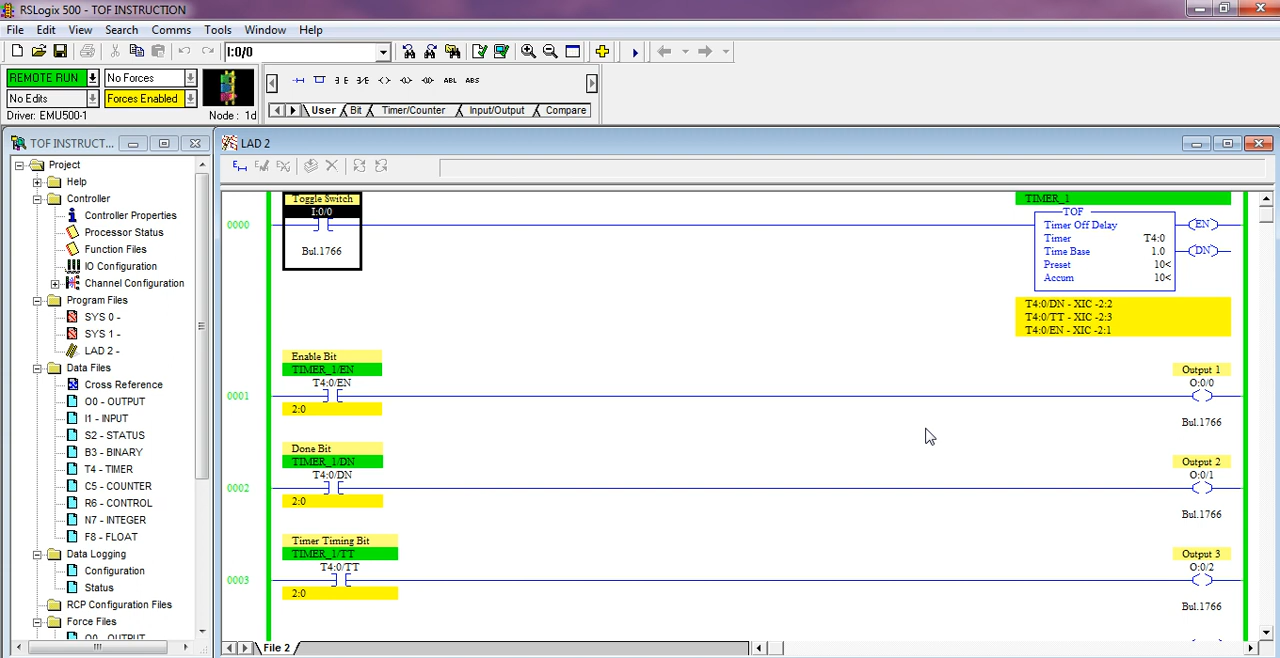 RSLogix 500 - TOF INSTRUCTION
File Edit View Search Comms Tools Window Help
I:0/0
REMOTE RUN No Forces
No Edits Forces Enabled
Driver: EMU500-1 Node : 1d
ABL ABS
User Bit Timer/Counter Input/Output Compare
TOF INSTRUCT...
Project
Help
Controller
Controller Properties
Processor Status
Function Files
IO Configuration
Channel Configuration
Program Files
SYS 0 -
SYS 1 -
LAD 2 -
Data Files
Cross Reference
O0 - OUTPUT
I1 - INPUT
S2 - STATUS
B3 - BINARY
T4 - TIMER
C5 - COUNTER
R6 - CONTROL
N7 - INTEGER
F8 - FLOAT
Data Logging
Configuration
Status
RCP Configuration Files
Force Files
O0 - OUTPUT
LAD 2
0000
Toggle Switch
I:0/0
Bul.1766
TIMER_1
TOF
Timer Off Delay
Timer T4:0
Time Base 1.0
Preset 10<
Accum 10<
EN
DN
T4:0/DN - XIC -2:2
T4:0/TT - XIC -2:3
T4:0/EN - XIC -2:1
0001
Enable Bit
TIMER_1/EN
T4:0/EN
2:0
Output 1
O:0/0
Bul.1766
0002
Done Bit
TIMER_1/DN
T4:0/DN
2:0
Output 2
O:0/1
Bul.1766
0003
Timer Timing Bit
TIMER_1/TT
T4:0/TT
2:0
Output 3
O:0/2
Bul.1766
File 2